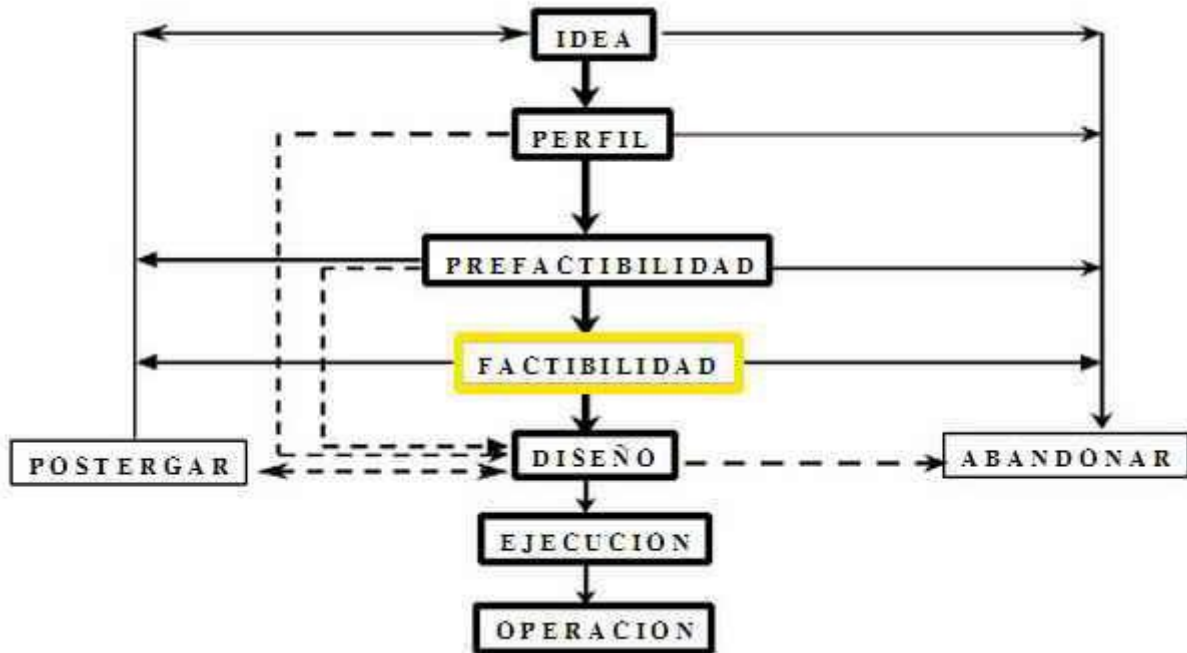 IDEA
PERFIL
PREFACTIBILIDAD
FACTIBILIDAD
POSTERGAR
DISEÑO
ABANDONAR
EJECUCION
OPERACION